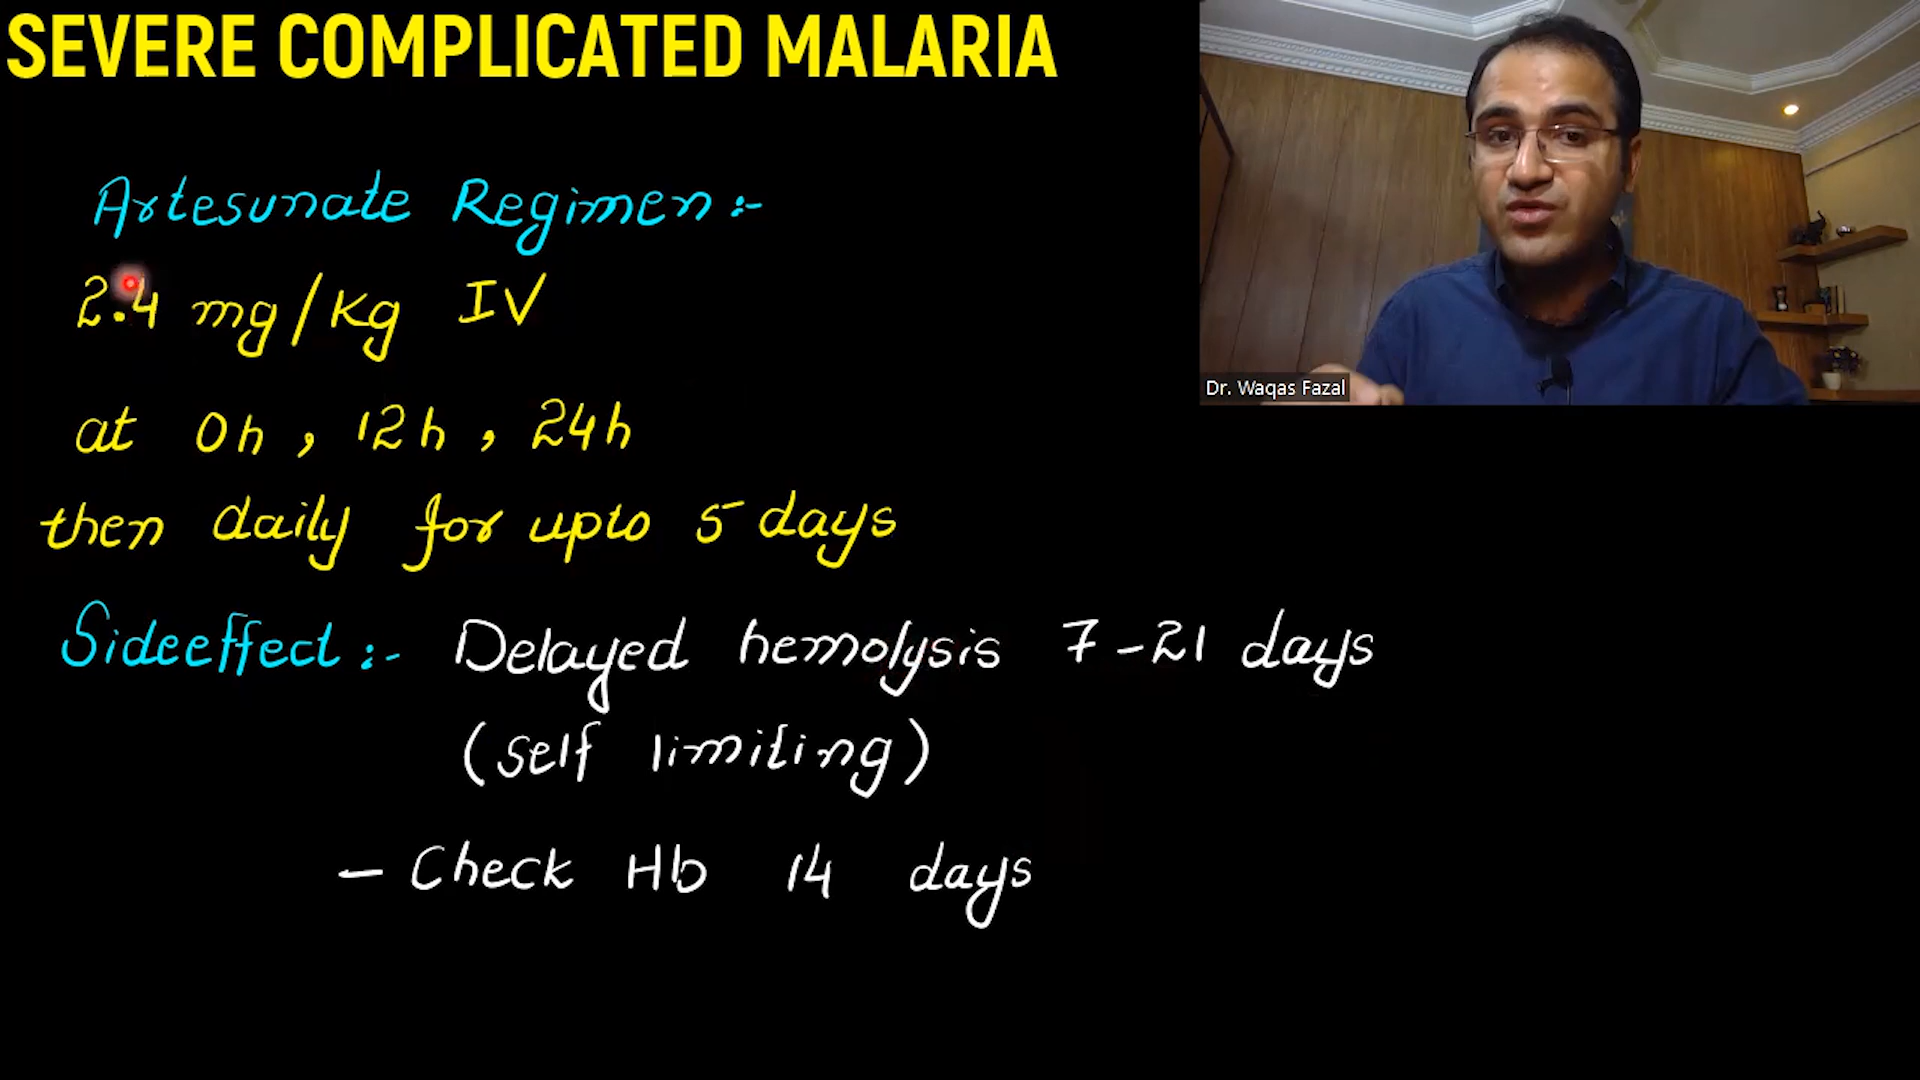 SEVERE COMPLICATED MALARIA
Artesunate Regimen :-
2.4 mg/kg IV
at 0h, 12h, 24h
then daily for upto 5 days
Sideeffect :- Delayed hemolysis 7-21 days
(self limiting)
- Check Hb 14 days
Dr. Waqas Fazal